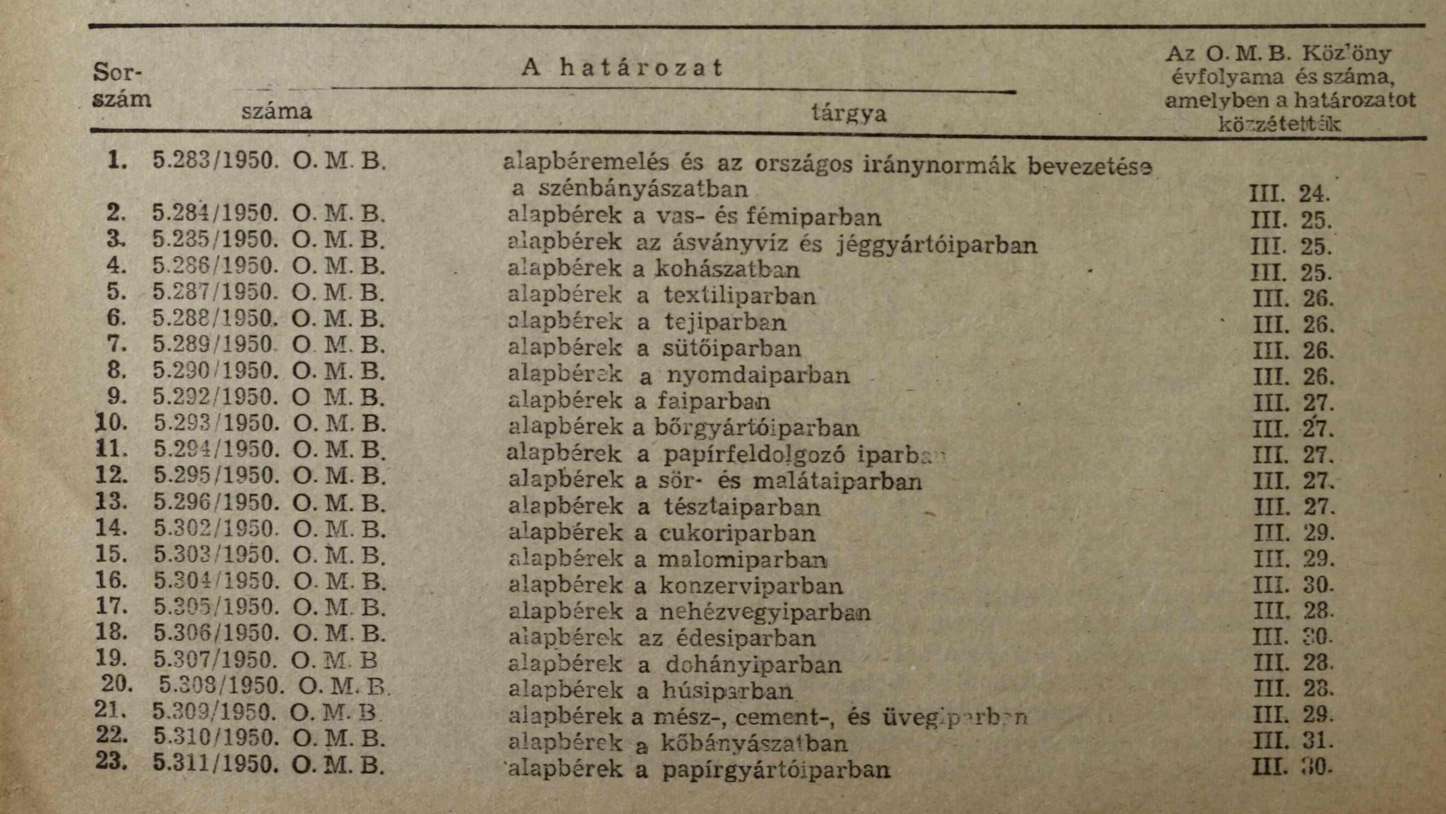 Sor-
szám
A határozat
száma
tárgya
Az O. M. B. Közlöny
évfolyama és száma,
amelyben a határozatot
közzétették
1. 5.283/1950. O. M. B. alapbéremelés és az országos iránynormák bevezetése
a szénbányászatban III. 24.
2. 5.284/1950. O. M. B. alapbérek a vas- és fémiparban III. 25.
3. 5.285/1950. O. M. B. alapbérek az ásványvíz és jéggyártóiparban III. 25.
4. 5.286/1950. O. M. B. alapbérek a kohászatban III. 25.
5. 5.287/1950. O. M. B. alapbérek a textiliparban III. 26.
6. 5.288/1950. O. M. B. alapbérek a tejiparban III. 26.
7. 5.289/1950. O. M. B. alapbérek a sütőiparban III. 26.
8. 5.290/1950. O. M. B. alapbérek a nyomdaiparban III. 26.
9. 5.292/1950. O M. B. alapbérek a faiparban III. 27.
10. 5.293/1950. O. M. B. alapbérek a bőrgyártóiparban III. 27.
11. 5.294/1950. O. M. B. alapbérek a papírfeldolgozó iparban III. 27.
12. 5.295/1950. O. M. B. alapbérek a sör- és malátaiparban III. 27.
13. 5.296/1950. O. M. B. alapbérek a tésztaiparban III. 27.
14. 5.302/1950. O. M. B. alapbérek a cukoriparban III. 29.
15. 5.303/1950. O. M. B. alapbérek a malomiparban III. 29.
16. 5.304/1950. O. M. B. alapbérek a konzerviparban III. 30.
17. 5.305/1950. O. M. B. alapbérek a nehézvegyiparban III. 28.
18. 5.306/1950. O. M. B. alapbérek az édesiparban III. 30.
19. 5.307/1950. O. M. B alapbérek a dohányiparban III. 28.
20. 5.308/1950. O. M. B. alapbérek a húsiparban III. 28.
21. 5.309/1950. O. M. B. alapbérek a mész-, cement-, és üvegiparban III. 29.
22. 5.310/1950. O. M. B. alapbérek a kőbányászatban III. 31.
23. 5.311/1950. O. M. B. alapbérek a papírgyártóiparban III. 30.